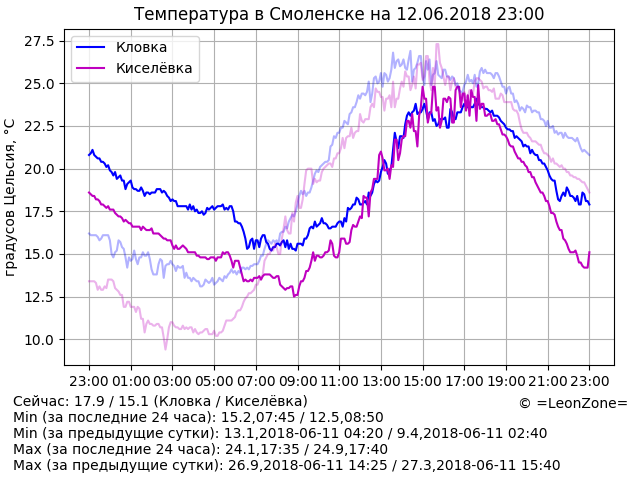 Температура в Смоленске на 12.06.2018 23:00
27.5
25.0
22.5
20.0
17.5
15.0
12.5
10.0
градусов Цельсия, °C
Кловка
Киселёвка
23:00 01:00 03:00 05:00 07:00 09:00 11:00 13:00 15:00 17:00 19:00 21:00 23:00
Сейчас: 17.9 / 15.1 (Кловка / Киселёвка)
© =LeonZone=
Min (за последние 24 часа): 15.2,07:45 / 12.5,08:50
Min (за предыдущие сутки): 13.1,2018-06-11 04:20 / 9.4,2018-06-11 02:40
Max (за последние 24 часа): 24.1,17:35 / 24.9,17:40
Max (за предыдущие сутки): 26.9,2018-06-11 14:25 / 27.3,2018-06-11 15:40